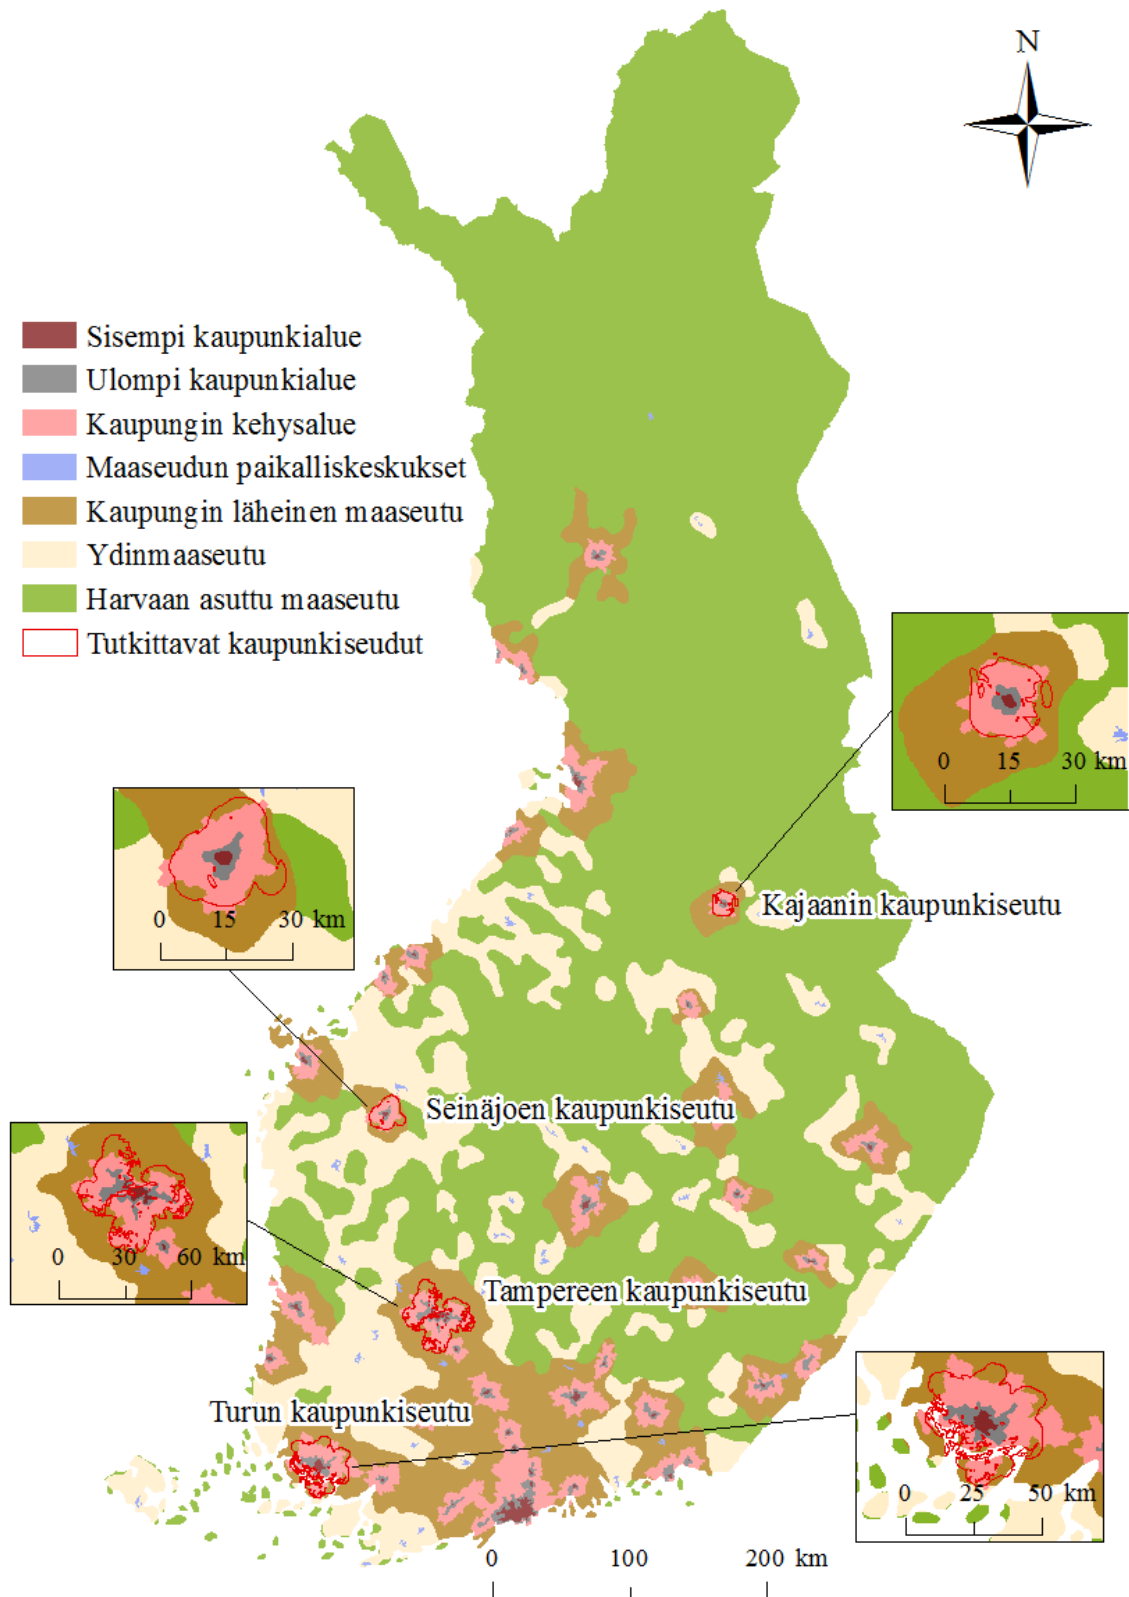 N
Sisempi kaupunkialue
Ulompi kaupunkialue
Kaupungin kehysalue
Maaseudun paikalliskeskukset
Kaupungin läheinen maaseutu
Ydinmaaseutu
Harvaan asuttu maaseutu
Tutkittavat kaupunkiseudut
0 15 30 km
Kajaanin kaupunkiseutu
0 15 30 km
Seinäjoen kaupunkiseutu
0 30 60 km
Tampereen kaupunkiseutu
Turun kaupunkiseutu
0 25 50 km
0 100 200 km